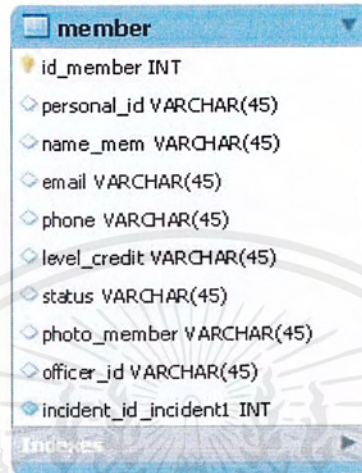 member
id_member INT
personal_id VARCHAR(45)
name_mem VARCHAR(45)
email VARCHAR(45)
phone VARCHAR(45)
level_credit VARCHAR(45)
status VARCHAR(45)
photo_member VARCHAR(45)
officer_id VARCHAR(45)
incident_id_incident1 INT
Indexes